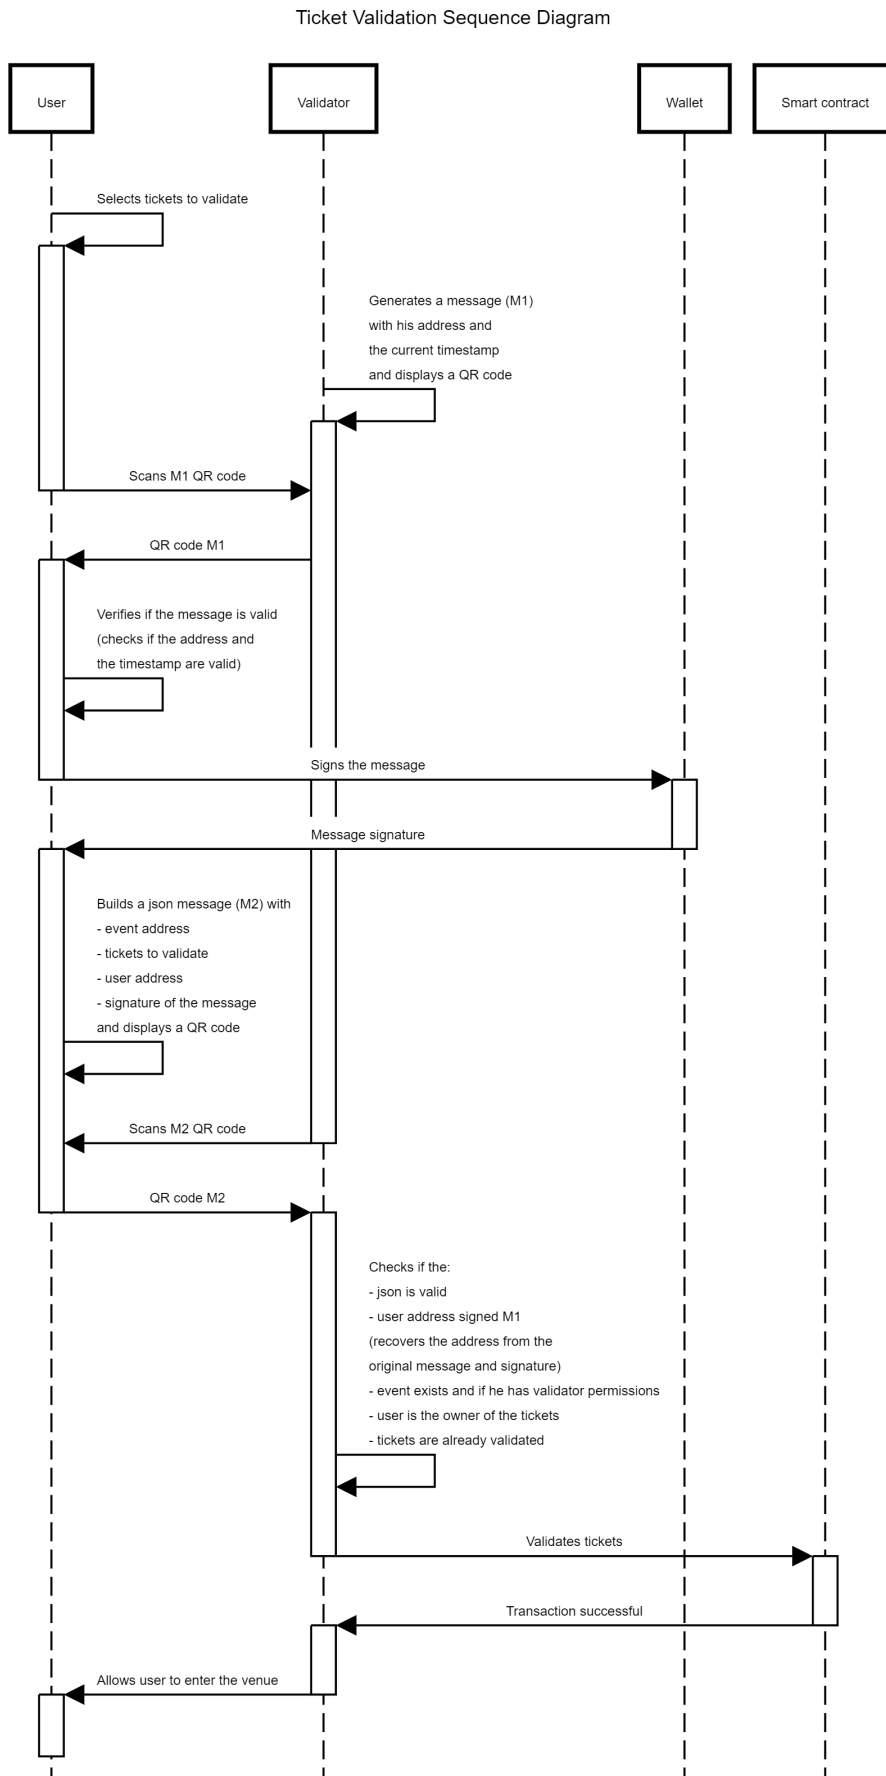 Ticket Validation Sequence Diagram
User
Validator
Wallet
Smart contract
Selects tickets to validate
Generates a message (M1)
with his address and
the current timestamp
and displays a QR code
Scans M1 QR code
QR code M1
Verifies if the message is valid
(checks if the address and
the timestamp are valid)
Signs the message
Message signature
Builds a json message (M2) with
- event address
- tickets to validate
- user address
- signature of the message
and displays a QR code
Scans M2 QR code
QR code M2
Checks if the:
- json is valid
- user address signed M1
(recovers the address from the
original message and signature)
- event exists and if he has validator permissions
- user is the owner of the tickets
- tickets are already validated
Validates tickets
Transaction successful
Allows user to enter the venue